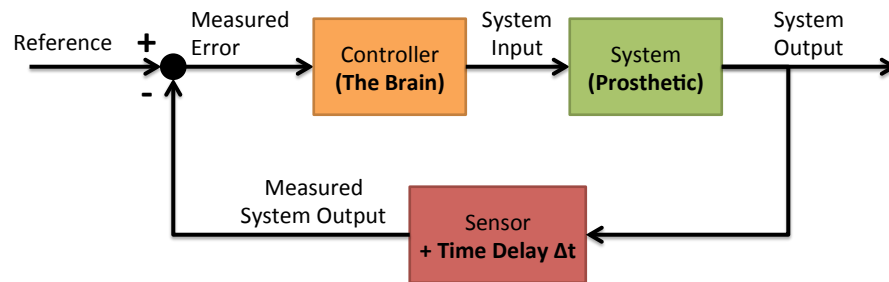 Reference
+
-
Measured
Error
Controller
(The Brain)
System
Input
System
(Prosthetic)
System
Output
Measured
System Output
Sensor
+ Time Delay Δt